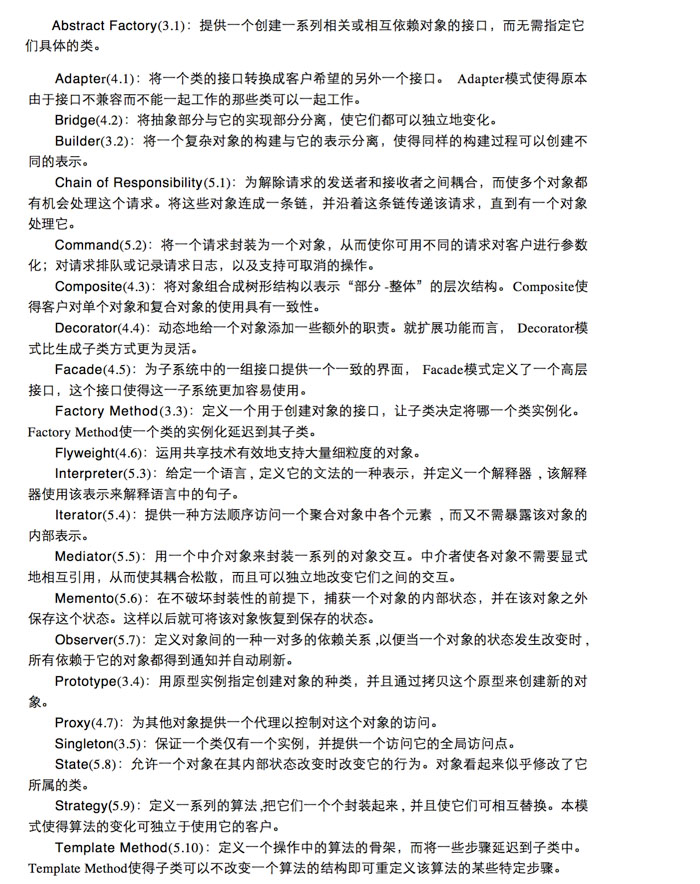 Abstract Factory(3.1)：提供一个创建一系列相关或相互依赖对象的接口，而无需指定它
们具体的类。
Adapter(4.1)：将一个类的接口转换成客户希望的另外一个接口。 Adapter模式使得原本
由于接口不兼容而不能一起工作的那些类可以一起工作。
Bridge(4.2)：将抽象部分与它的实现部分分离，使它们都可以独立地变化。
Builder(3.2)：将一个复杂对象的构建与它的表示分离，使得同样的构建过程可以创建不
同的表示。
Chain of Responsibility(5.1)：为解除请求的发送者和接收者之间耦合，而使多个对象都
有机会处理这个请求。将这些对象连成一条链，并沿着这条链传递该请求，直到有一个对象
处理它。
Command(5.2)：将一个请求封装为一个对象，从而使你可用不同的请求对客户进行参数
化；对请求排队或记录请求日志，以及支持可取消的操作。
Composite(4.3)：将对象组合成树形结构以表示“部分 -整体”的层次结构。Composite使
得客户对单个对象和复合对象的使用具有一致性。
Decorator(4.4)：动态地给一个对象添加一些额外的职责。就扩展功能而言， Decorator模
式比生成子类方式更为灵活。
Facade(4.5)：为子系统中的一组接口提供一个一致的界面， Facade模式定义了一个高层
接口，这个接口使得这一子系统更加容易使用。
Factory Method(3.3)：定义一个用于创建对象的接口，让子类决定将哪一个类实例化。
Factory Method使一个类的实例化延迟到其子类。
Flyweight(4.6)：运用共享技术有效地支持大量细粒度的对象。
Interpreter(5.3)：给定一个语言 , 定义它的文法的一种表示，并定义一个解释器 , 该解释
器使用该表示来解释语言中的句子。
Iterator(5.4)：提供一种方法顺序访问一个聚合对象中各个元素 , 而又不需暴露该对象的
内部表示。
Mediator(5.5)：用一个中介对象来封装一系列的对象交互。中介者使各对象不需要显式
地相互引用，从而使其耦合松散，而且可以独立地改变它们之间的交互。
Memento(5.6)：在不破坏封装性的前提下，捕获一个对象的内部状态，并在该对象之外
保存这个状态。这样以后就可将该对象恢复到保存的状态。
Observer(5.7)：定义对象间的一种一对多的依赖关系 ,以便当一个对象的状态发生改变时 ,
所有依赖于它的对象都得到通知并自动刷新。
Prototype(3.4)：用原型实例指定创建对象的种类，并且通过拷贝这个原型来创建新的对
象。
Proxy(4.7)：为其他对象提供一个代理以控制对这个对象的访问。
Singleton(3.5)：保证一个类仅有一个实例，并提供一个访问它的全局访问点。
State(5.8)：允许一个对象在其内部状态改变时改变它的行为。对象看起来似乎修改了它
所属的类。
Strategy(5.9)：定义一系列的算法 ,把它们一个个封装起来 , 并且使它们可相互替换。本模
式使得算法的变化可独立于使用它的客户。
Template Method(5.10)：定义一个操作中的算法的骨架，而将一些步骤延迟到子类中。
Template Method使得子类可以不改变一个算法的结构即可重定义该算法的某些特定步骤。